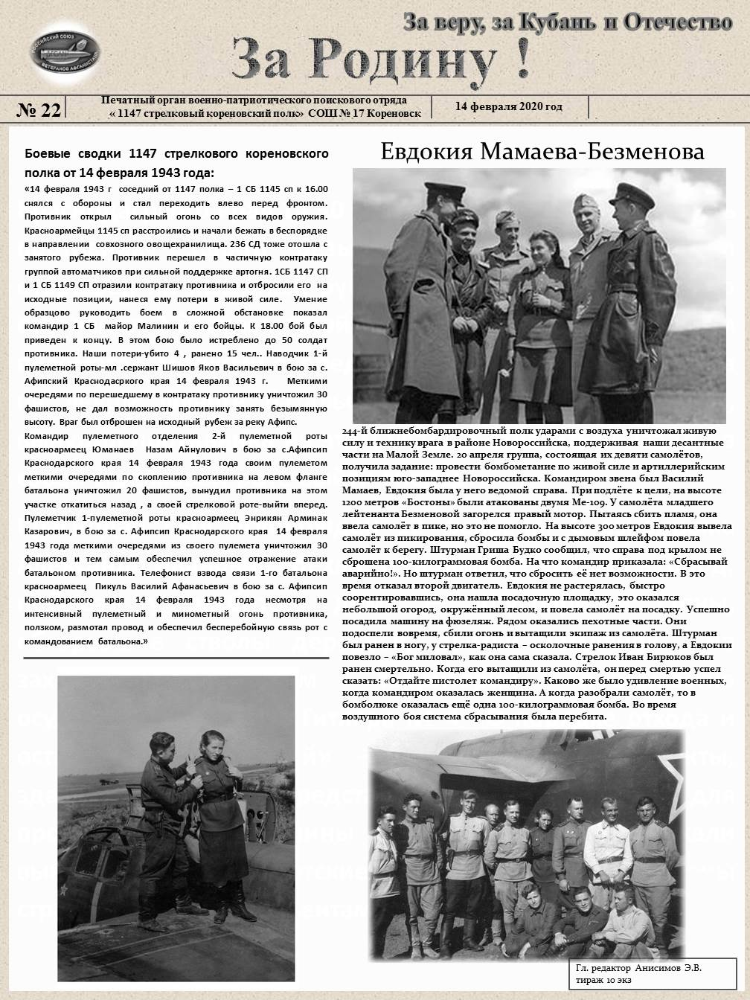 За веру, за Кубань и Отечество
РОССИЙСКИЙ СОЮЗ
ВЕТЕРАНОВ АФГАНИСТАНА
За Родину !
№ 22
Печатный орган военно-патриотического поискового отряда
« 1147 стрелковый кореновский полк» СОШ № 17 Кореновск
14 февраля 2020 год
Боевые сводки 1147 стрелкового кореновского
полка от 14 февраля 1943 года:
«14 февраля 1943 г соседний от 1147 полка – 1 СБ 1145 сп к 16.00
снялся с обороны и стал переходить влево перед фронтом.
Противник открыл сильный огонь со всех видов оружия.
Красноармейцы 1145 сп расстроились и начали бежать в беспорядке
в направлении совхозного овощехранилища. 236 СД тоже отошла с
занятого рубежа. Противник перешел в частичную контратаку
группой автоматчиков при сильной поддержке артогня. 1СБ 1147 СП
и 1 СБ 1149 СП отразили контратаку противника и отбросили его на
исходные позиции, нанеся ему потери в живой силе. Умение
образцово руководить боем в сложной обстановке показал
командир 1 СБ майор Малинин и его бойцы. К 18.00 бой был
приведен к концу. В этом бою было истреблено до 50 солдат
противника. Наши потери-убито 4 , ранено 15 чел.. Наводчик 1-й
пулеметной роты-мл .сержант Шишов Яков Васильевич в бою за с.
Афипский Краснодасркого края 14 февраля 1943 г. Меткими
очередями по перешедшему в контратаку противнику уничтожил 30
фашистов, не дал возможность противнику занять безымянную
высоту. Враг был отброшен на исходный рубеж за реку Афипс.
Командир пулеметного отделения 2-й пулеметной роты
красноармеец Юманаев Назам Айнулович в бою за с.Афипсип
Краснодарского края 14 февраля 1943 года своим пулеметом
меткими очередями по скоплению противника на левом фланге
батальона уничтожил 20 фашистов, вынудил противника на этом
участке откатиться назад , а своей стрелковой роте-выйти вперед.
Пулеметчик 1-пулеметной роты красноармеец Энрикян Арминак
Казарович, в бою за с. Афипсип Краснодарского края 14 февраля
1943 года меткими очередями из своего пулемета уничтожил 30
фашистов и тем самым обеспечил успешное отражение атаки
батальоном противника. Телефонист взвода связи 1-го батальона
красноармеец Пикуль Василий Афанасьевич в бою за с. Афипсип
Краснодарского края 14 февраля 1943 года несмотря на
интенсивный пулеметный и минометный огонь противника,
ползком, размотал провод и обеспечил бесперебойную связь рот с
командованием батальона.»
Евдокия Мамаева-Безменова
244-й ближнебомбардировочный полк ударами с воздуха уничтожал живую
силу и технику врага в районе Новороссийска, поддерживая наши десантные
части на Малой Земле. 20 апреля группа, состоящая их девяти самолётов,
получила задание: провести бомбометание по живой силе и артиллерийским
позициям юго-западнее Новороссийска. Командиром звена был Василий
Мамаев, Евдокия была у него ведомой справа. При подлёте к цели, на высоте
1200 метров «Бостоны» были атакованы двумя Ме-109. У самолёта младшего
лейтенанта Безменовой загорелся правый мотор. Пытаясь сбить пламя, она
ввела самолёт в пике, но это не помогло. На высоте 300 метров Евдокия вывела
самолёт из пикирования, сбросила бомбы и с дымовым шлейфом повела
самолёт к берегу. Штурман Гриша Будко сообщил, что справа под крылом не
сброшена 100-килограммовая бомба. На что командир приказала: «Сбрасывай
аварийно!». Но штурман ответил, что сбросить её нет возможности. В это
время отказал второй двигатель. Евдокия не растерялась, быстро
соорентировавшись, она нашла посадочную площадку, это оказался
небольшой огород, окружённый лесом, и повела самолёт на посадку. Успешно
посадила машину на фюзеляж. Рядом оказались пехотные части. Они
подоспели вовремя, сбили огонь и вытащили экипаж из самолёта. Штурман
был ранен в ногу, у стрелка-радиста – осколочные ранения в голову, а Евдокии
повезло – «Бог миловал», как она сама сказала. Стрелок Иван Бирюков был
ранен смертельно. Когда его вытащили из самолёта, он перед смертью успел
сказать: «Отдайте пистолет командиру». Каково же было удивление военных,
когда командиром оказалась женщина. А когда разобрали самолёт, то в
бомболюке оказалась ещё одна 100-килограммовая бомба. Во время
воздушного боя система сбрасывания была перебита.
Гл. редактор Анисимов Э.В.
тираж 10 экз